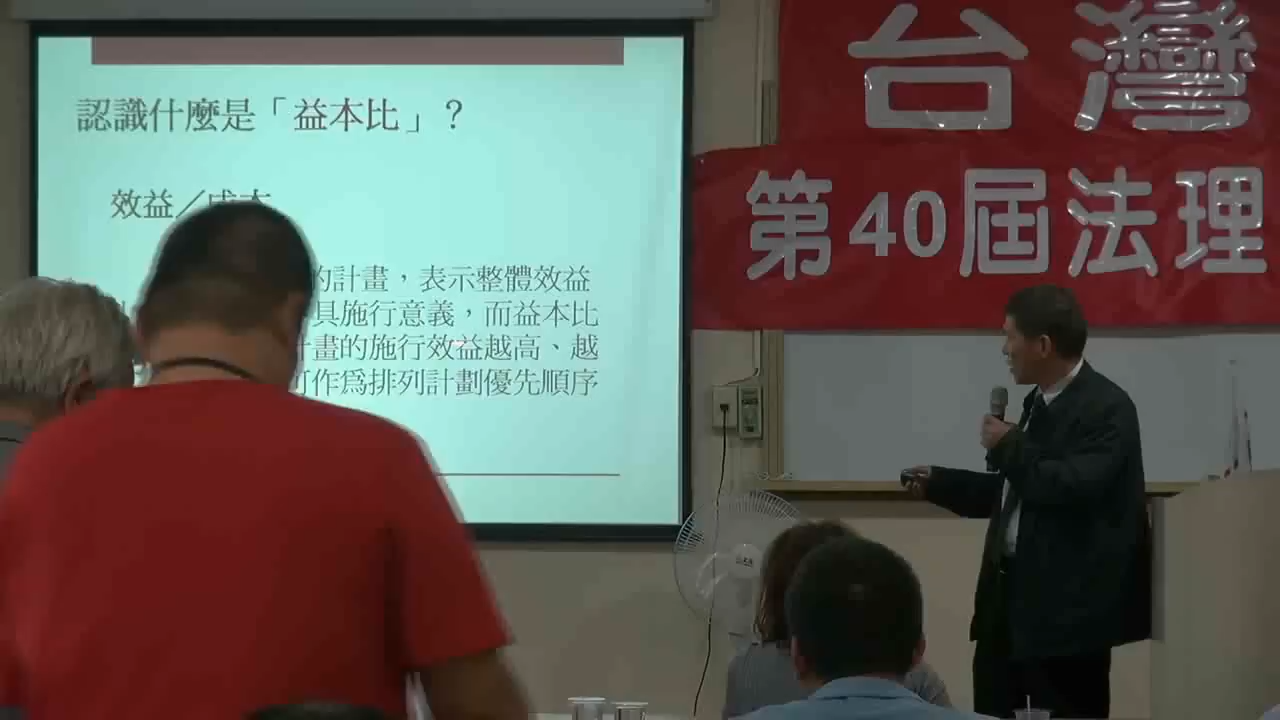 認識什麼是「益本比」？
效益／成本
的計畫，表示整體效益
具施行意義，而益本比
計畫的施行效益越高、越
可作為排列計劃優先順序
台灣
第40屆法理